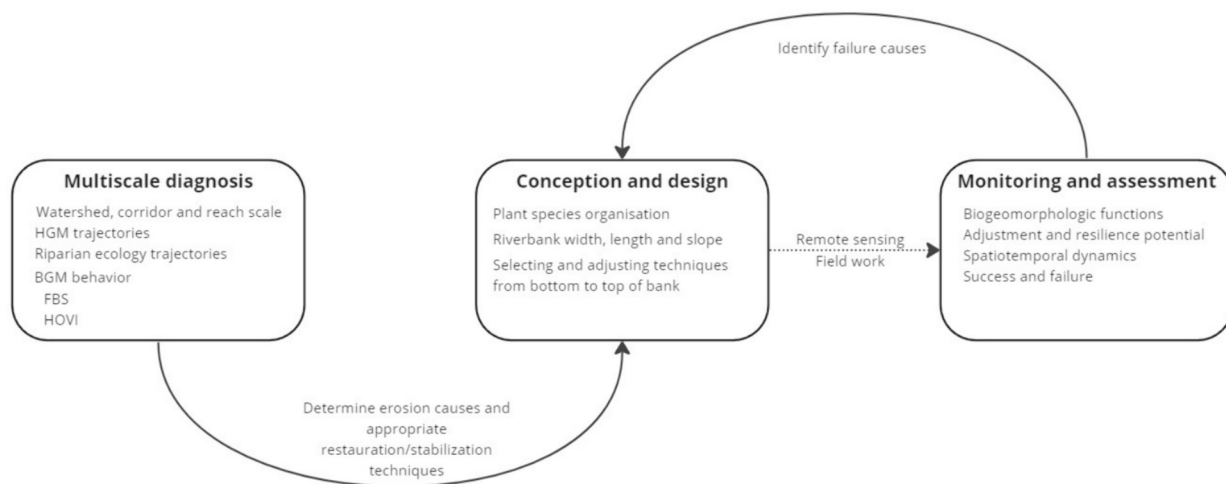 Identify failure causes
Multiscale diagnosis
Watershed, corridor and reach scale
HGM trajectories
Riparian ecology trajectories
BGM behavior
FBS
HOVI
Conception and design
Plant species organisation
Riverbank width, length and slope
Selecting and adjusting techniques
from bottom to top of bank
Remote sensing
Field work
Monitoring and assessment
Biogeomorphologic functions
Adjustment and resilience potential
Spatiotemporal dynamics
Success and failure
Determine erosion causes and
appropriate
restauration/stabilization
techniques